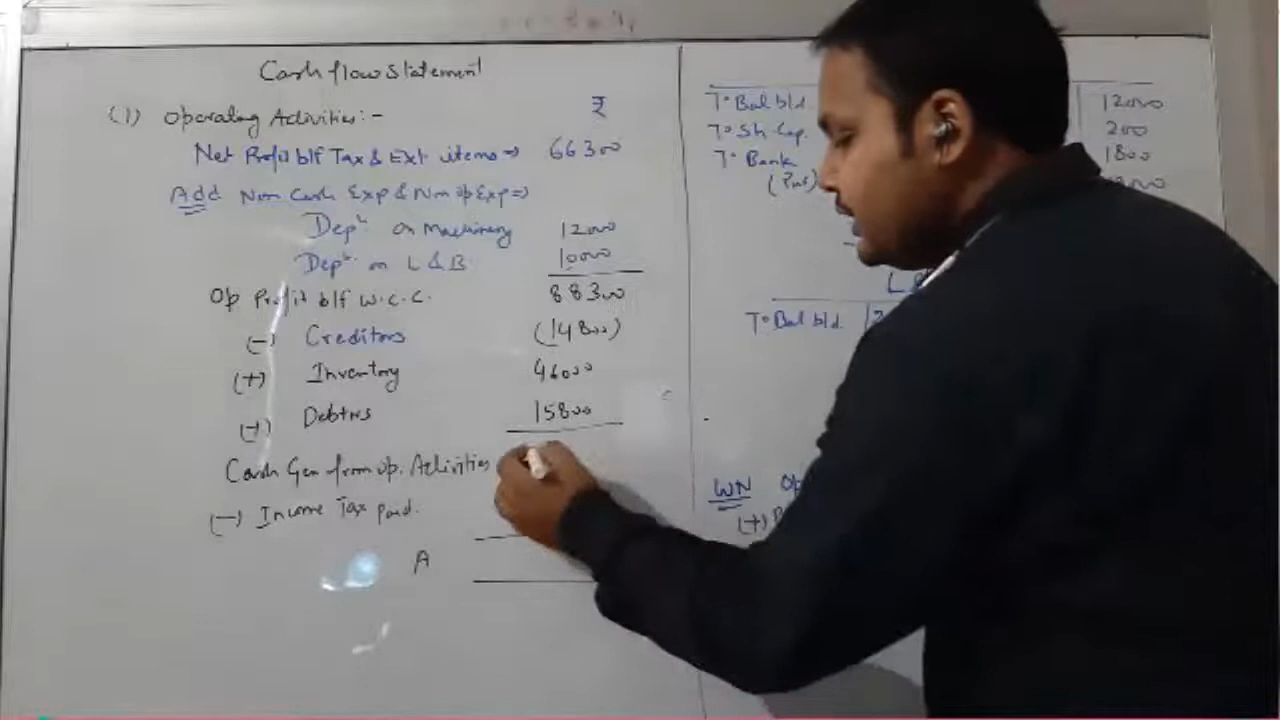 Cash flow Statement
(1) Operating Activities:- ₹
Net Profit b/f Tax & Ext items => 66300
Add Non Cash Exp & Non op Exp =>
Depⁿ on Machinery 12000
Depⁿ on L & B 10000
Op Profit b/f W.C.C. 88300
(-) Creditors (14800)
(+) Inventory 46000
(+) Debtors 15800
Cash Gen from op. Activities
(-) Income Tax paid.
A
To Bal b/d. 12000
To Sh. Cap. 200
To Bank 1800
L
To Bal b/d.
WN Op
(+)